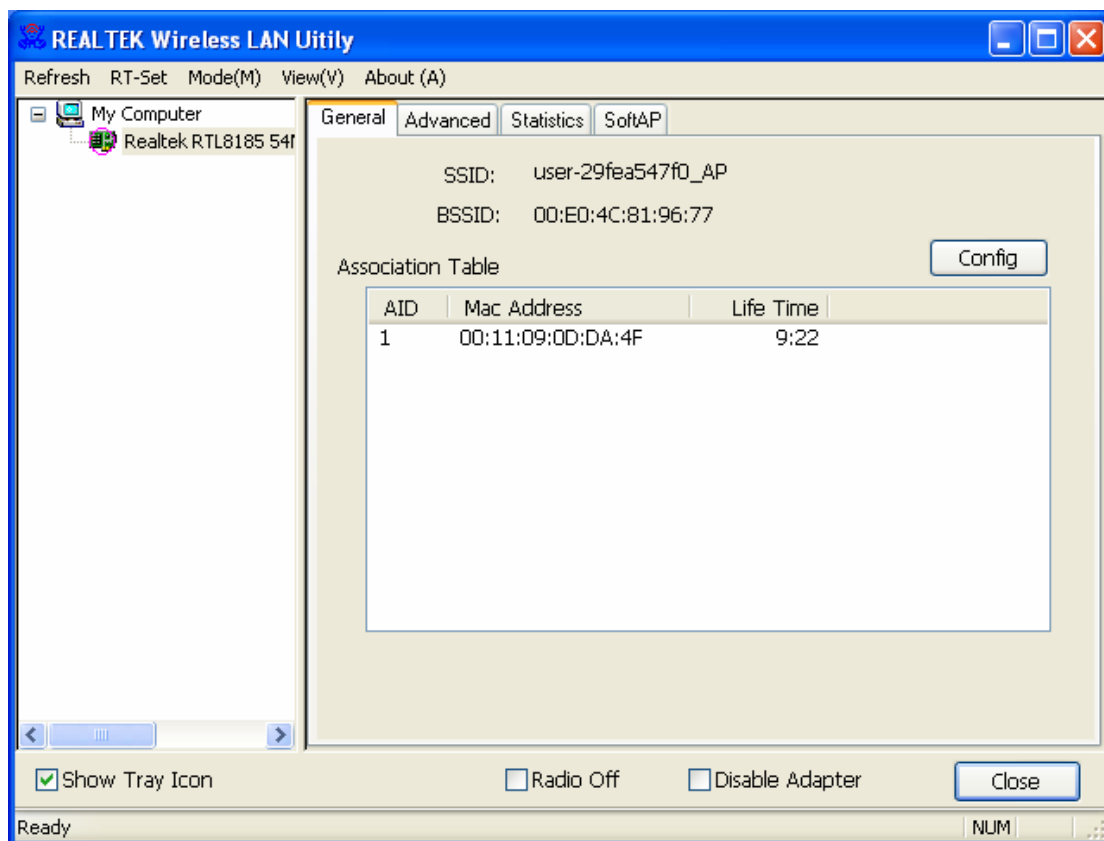 REALTEK Wireless LAN Uitily
Refresh RT-Set Mode(M) View(V) About (A)
My Computer
Realtek RTL8185 54
General Advanced Statistics SoftAP
SSID: user-29fea547f0_AP
BSSID: 00:E0:4C:81:96:77
Config
Association Table
AID Mac Address Life Time
1 00:11:09:0D:DA:4F 9:22
Show Tray Icon Radio Off Disable Adapter Close
Ready NUM